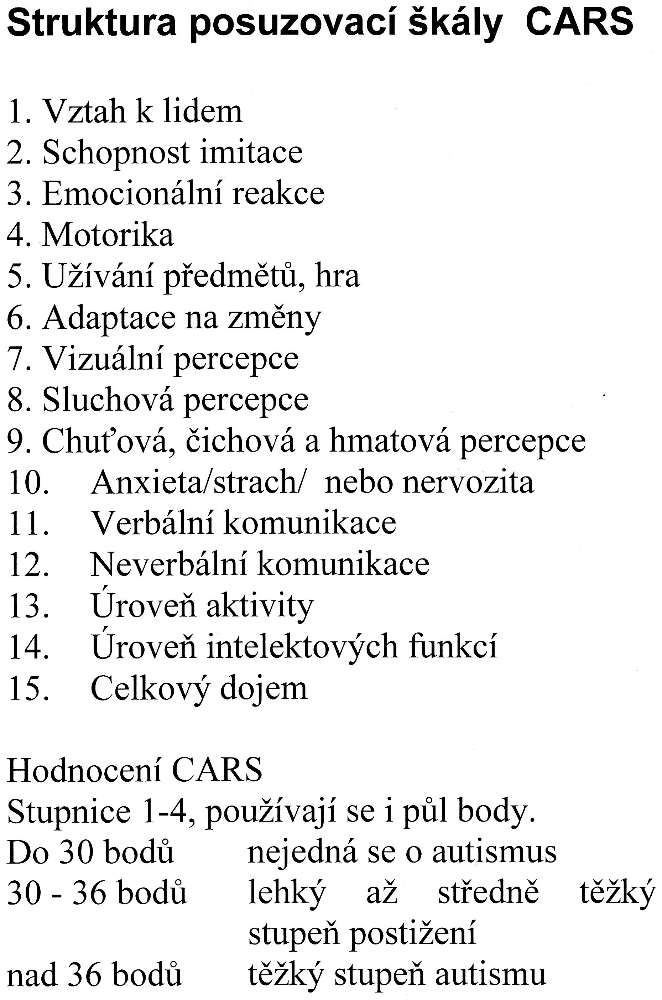 Struktura posuzovací škály CARS
1. Vztah k lidem
2. Schopnost imitace
3. Emocionální reakce
4. Motorika
5. Užívání předmětů, hra
6. Adaptace na změny
7. Vizuální percepce
8. Sluchová percepce
9. Chuťová, čichová a hmatová percepce
10. Anxieta/strach/ nebo nervozita
11. Verbální komunikace
12. Neverbální komunikace
13. Úroveň aktivity
14. Úroveň intelektových funkcí
15. Celkový dojem
Hodnocení CARS
Stupnice 1-4, používají se i půl body.
Do 30 bodů nejedná se o autismus
30 - 36 bodů lehký až středně těžký
stupeň postižení
nad 36 bodů těžký stupeň autismu